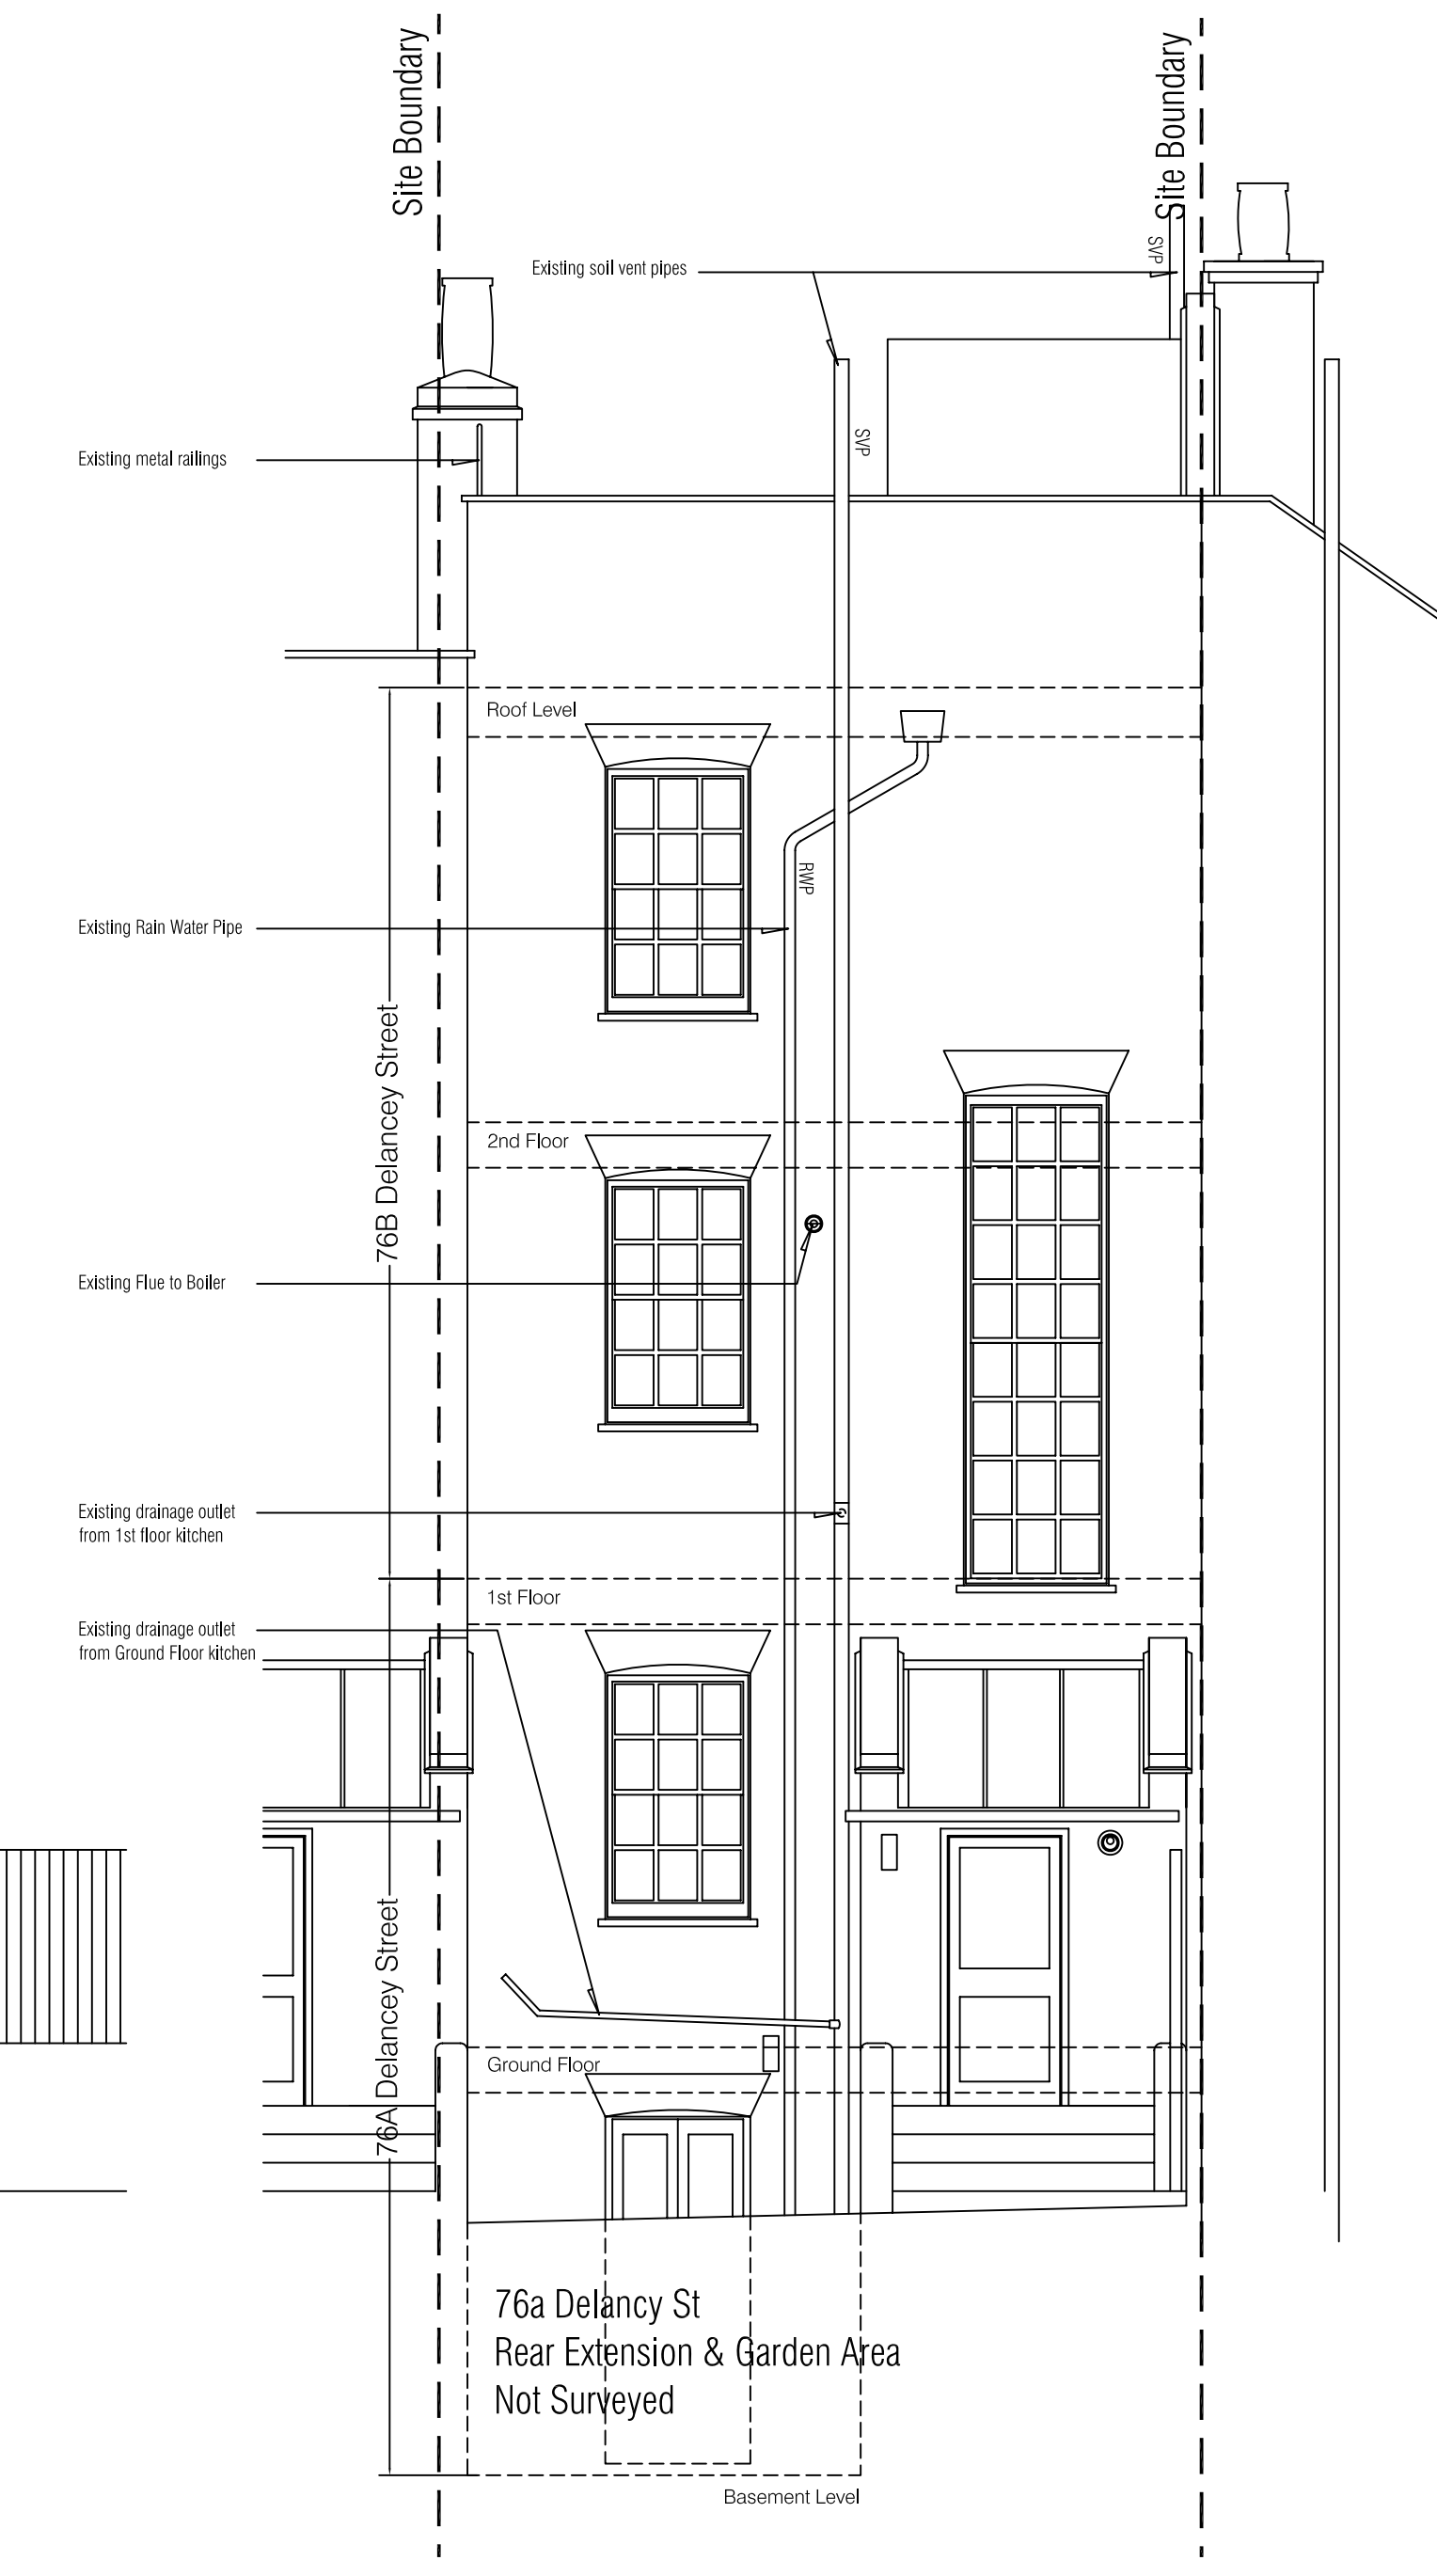 Site Boundary
Site Boundary
SVP
Existing soil vent pipes
SVP
Existing metal railings
Roof Level
RWP
Existing Rain Water Pipe
76B Delancey Street
2nd Floor
Existing Flue to Boiler
Existing drainage outlet
from 1st floor kitchen
1st Floor
Existing drainage outlet
from Ground Floor kitchen
76A Delancey Street
Ground Floor
76a Delancy St
Rear Extension & Garden Area
Not Surveyed
Basement Level